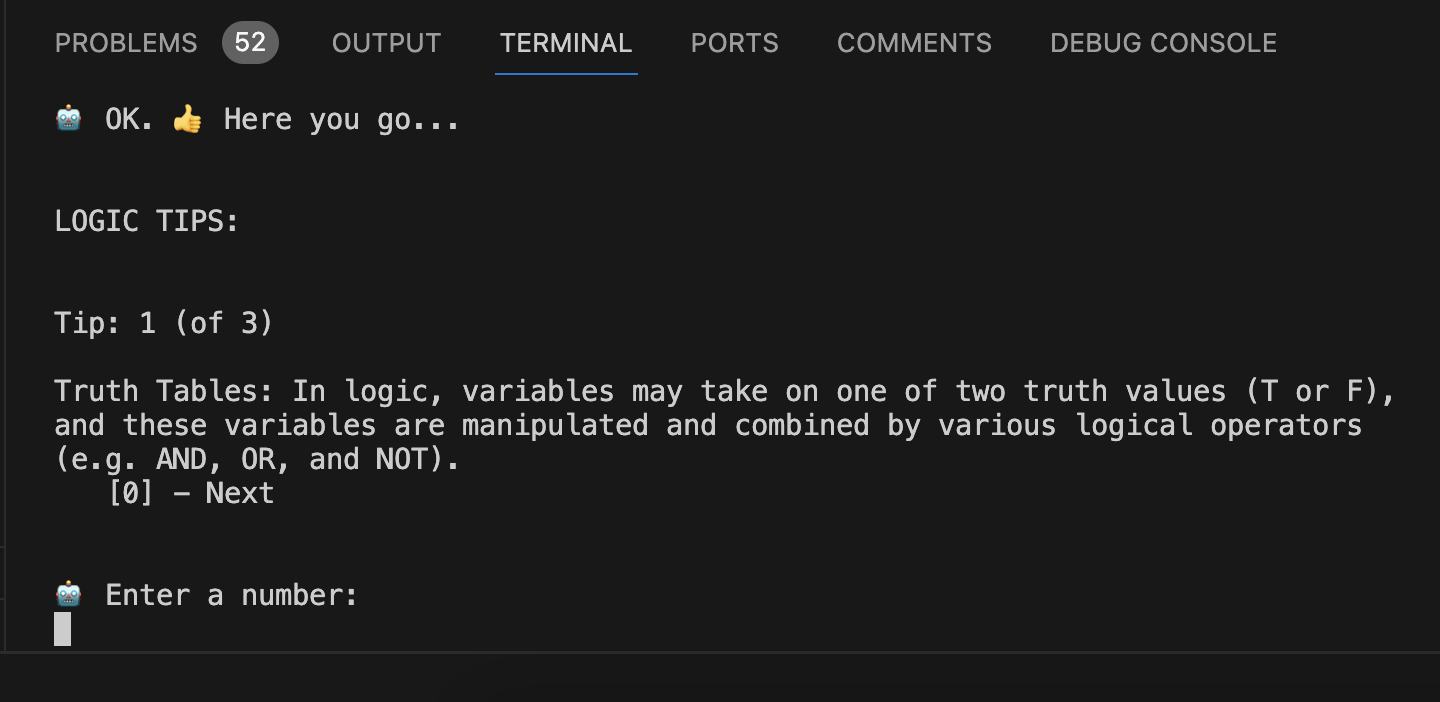 PROBLEMS 52 OUTPUT TERMINAL PORTS COMMENTS DEBUG CONSOLE
🤖 OK. 👍 Here you go...
LOGIC TIPS:
Tip: 1 (of 3)
Truth Tables: In logic, variables may take on one of two truth values (T or F),
and these variables are manipulated and combined by various logical operators
(e.g. AND, OR, and NOT).
[0] – Next
🤖 Enter a number: